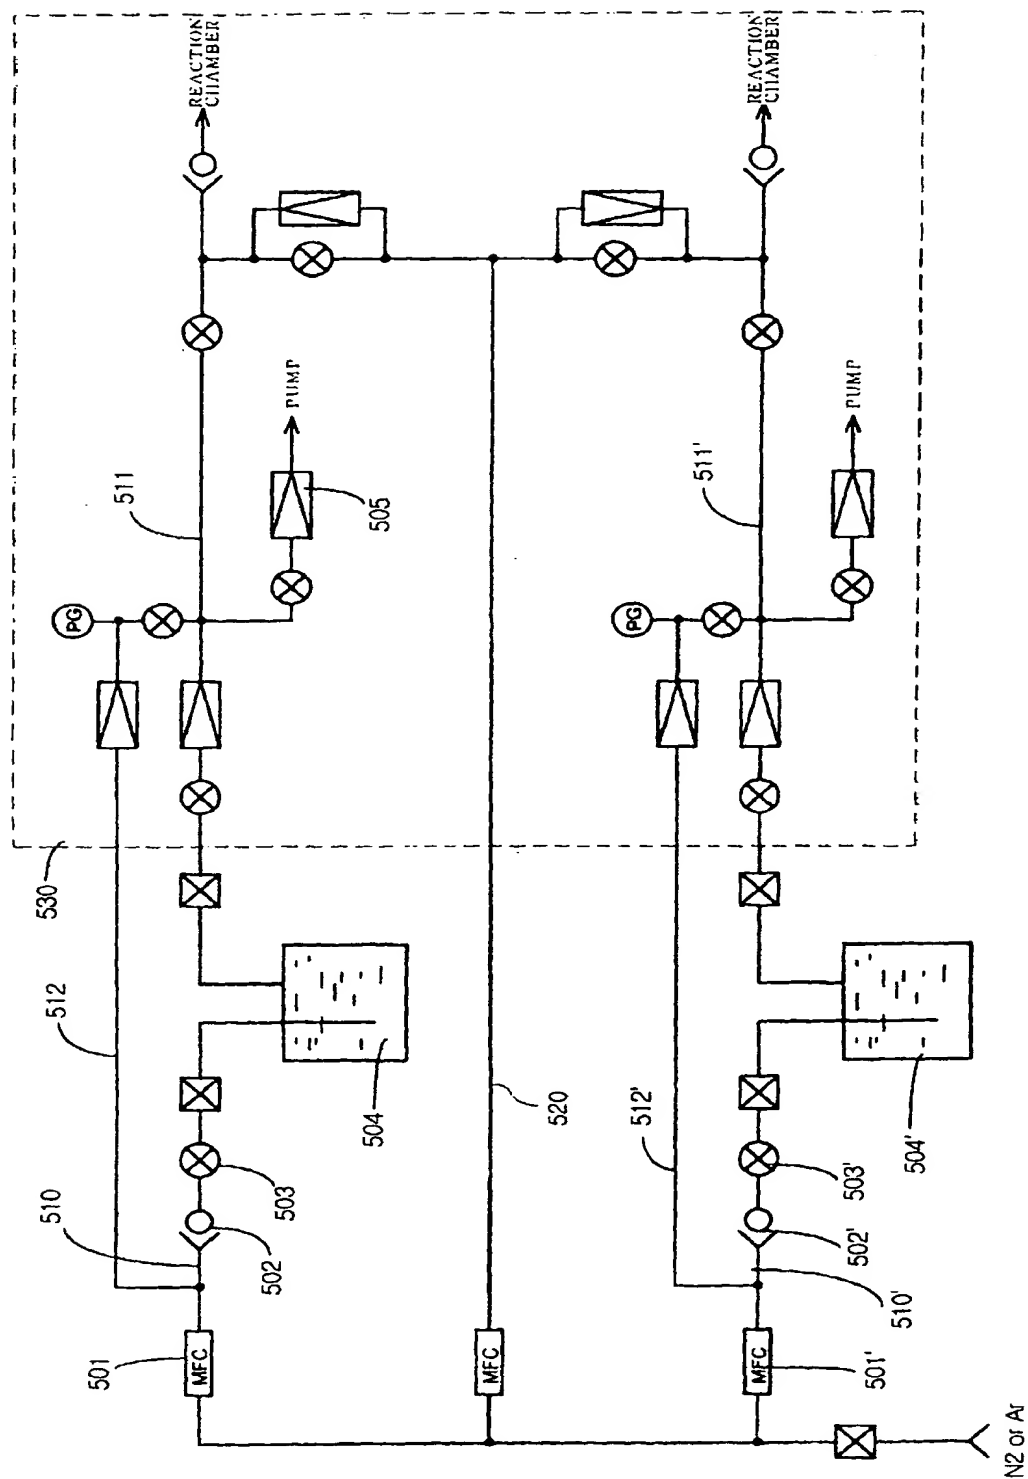 REACTION
CHAMBER
REACTION
CHAMBER
511
PUMP
505
PG
511'
PUMP
PG
530
512
504
520
512'
504'
510
503
502
503'
502'
510'
501
MFC
MFC
MFC
501'
N2 or Ar